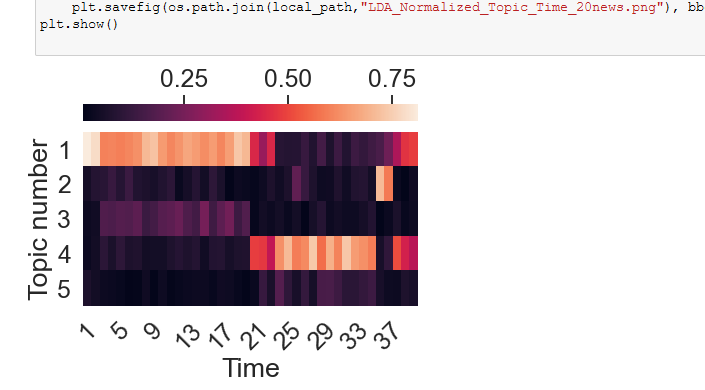 plt.savefig(os.path.join(local_path,"LDA_Normalized_Topic_Time_20news.png"), bb
plt.show()
0.25 0.50 0.75
Topic number
1
2
3
4
5
1 5 9 13 17 21 25 29 33 37
Time